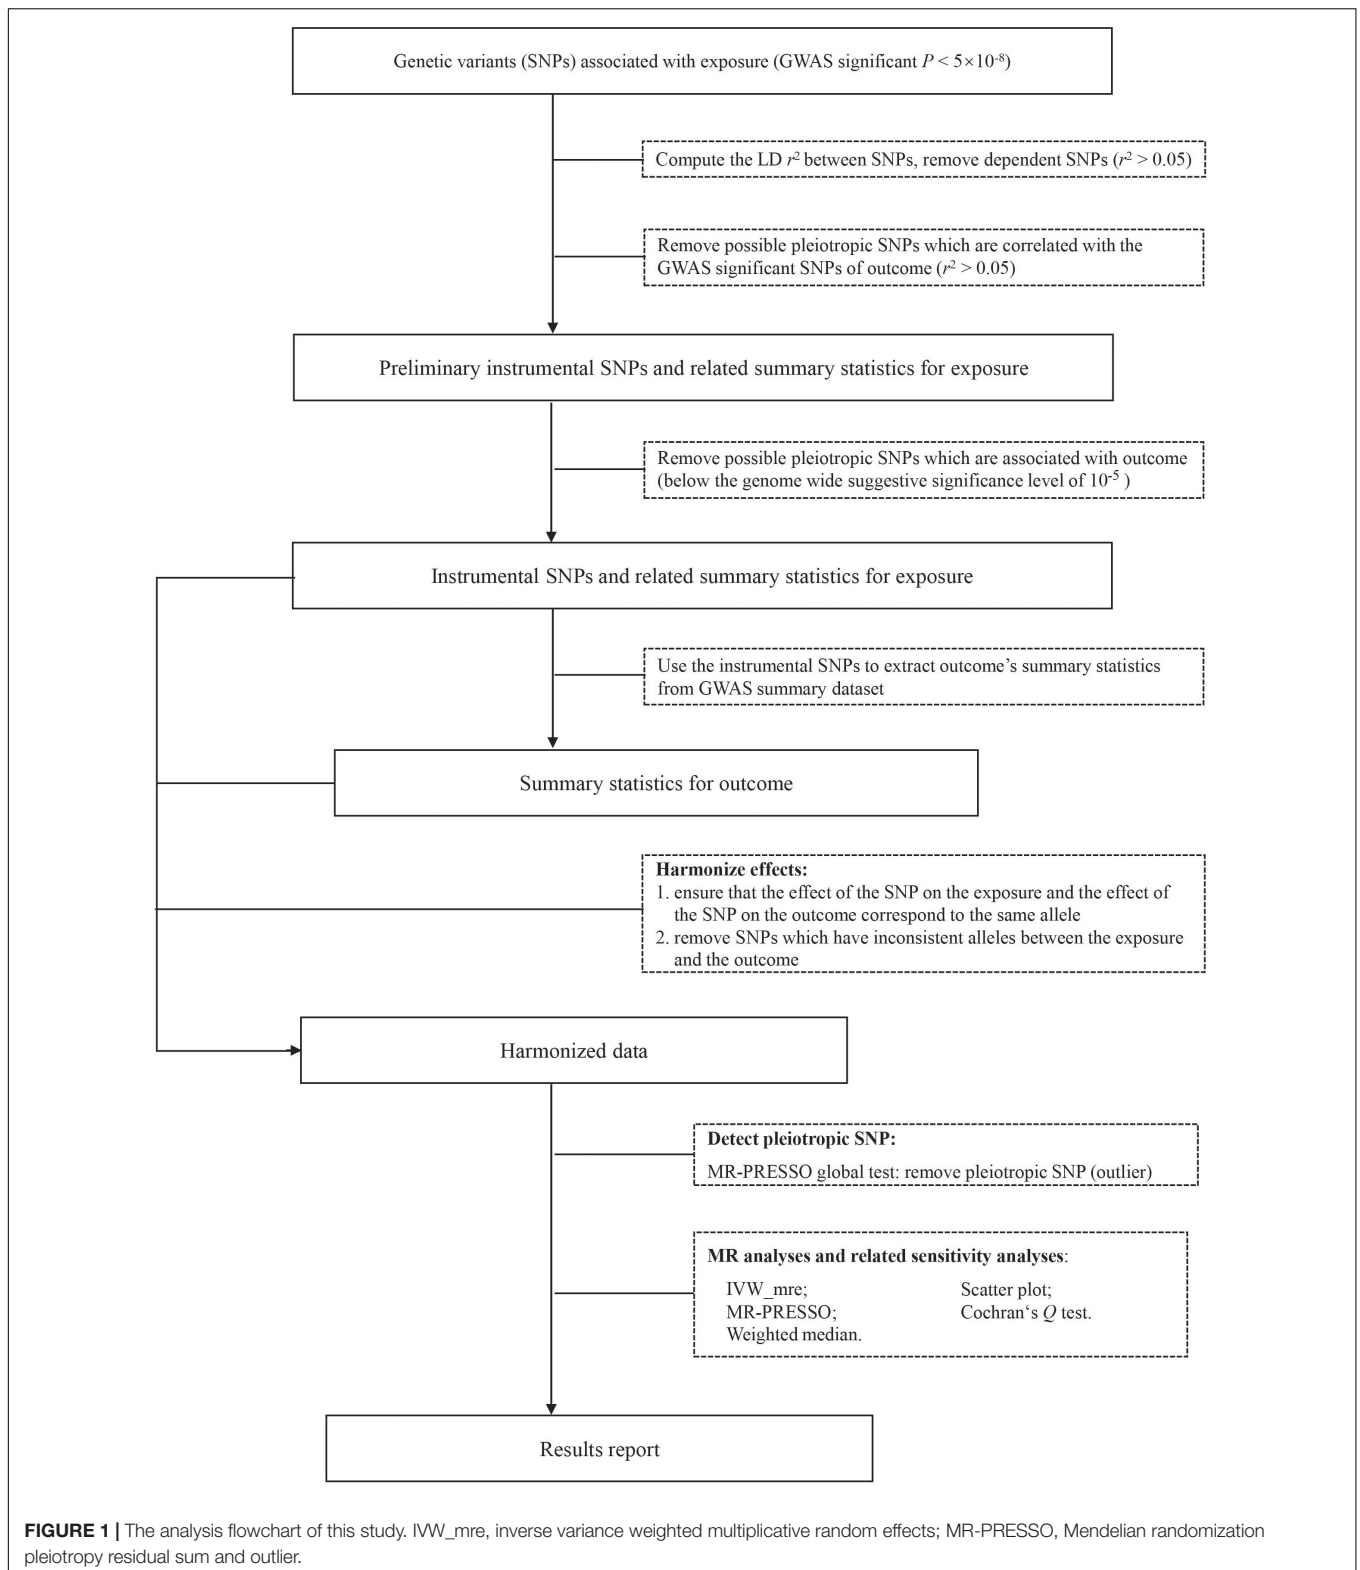 Genetic variants (SNPs) associated with exposure (GWAS significant P < 5×10⁻⁸)
Compute the LD r² between SNPs, remove dependent SNPs (r² > 0.05)
Remove possible pleiotropic SNPs which are correlated with the
GWAS significant SNPs of outcome (r² > 0.05)
Preliminary instrumental SNPs and related summary statistics for exposure
Remove possible pleiotropic SNPs which are associated with outcome
(below the genome wide suggestive significance level of 10⁻⁵ )
Instrumental SNPs and related summary statistics for exposure
Use the instrumental SNPs to extract outcome’s summary statistics
from GWAS summary dataset
Summary statistics for outcome
Harmonize effects:
1. ensure that the effect of the SNP on the exposure and the effect of
the SNP on the outcome correspond to the same allele
2. remove SNPs which have inconsistent alleles between the exposure
and the outcome
Harmonized data
Detect pleiotropic SNP:
MR-PRESSO global test: remove pleiotropic SNP (outlier)
MR analyses and related sensitivity analyses:
IVW_mre; Scatter plot;
MR-PRESSO; Cochran‘s Q test.
Weighted median.
Results report
FIGURE 1 | The analysis flowchart of this study. IVW_mre, inverse variance weighted multiplicative random effects; MR-PRESSO, Mendelian randomization
pleiotropy residual sum and outlier.